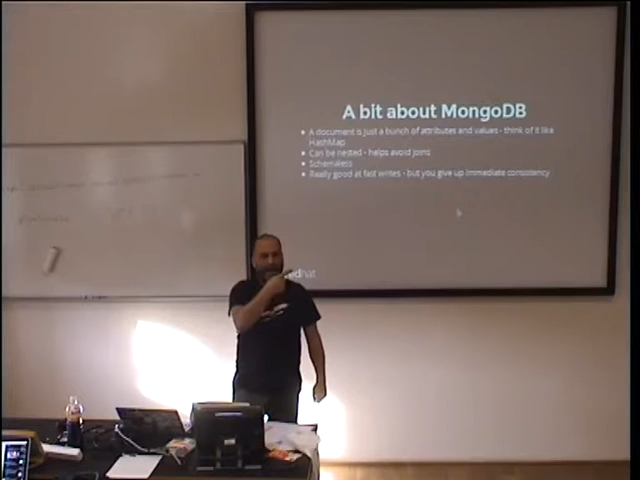 A bit about MongoDB
A document is just a bunch of attributes and values - think of it like
HashMap
Can be nested - helps avoid joins
Schemaless
Really good at fast writes - but you give up immediate consistency
dhat